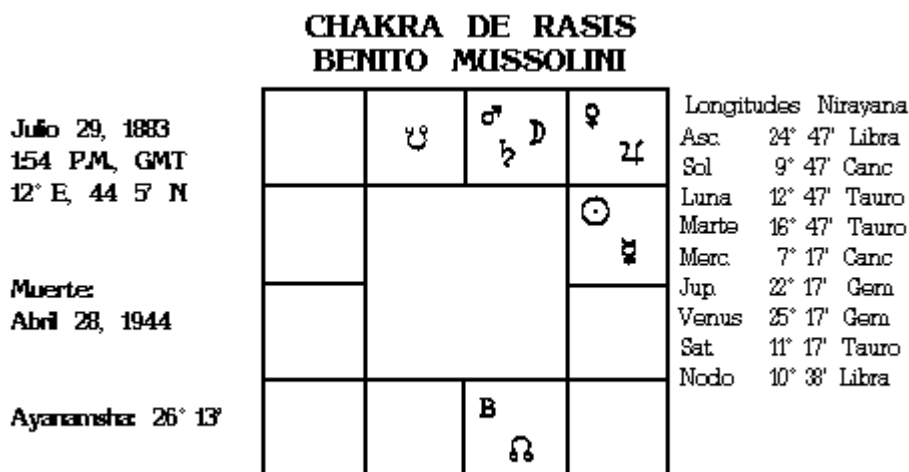 CHAKRA DE RASIS
BENITO MUSSOLINI
Julio 29, 1883
1:54 P.M., GMT
12° E, 44 5' N
Muerte:
Abril 28, 1944
Ayanamsha: 26° 13'
B
Longitudes Nirayana
Asc. 24° 47' Libra
Sol 9° 47' Canc
Luna 12° 47' Tauro
Marte 16° 47' Tauro
Merc. 7° 17' Canc
Jup. 22° 17' Gem
Venus 25° 17' Gem
Sat. 11° 17' Tauro
Nodo 10° 38' Libra